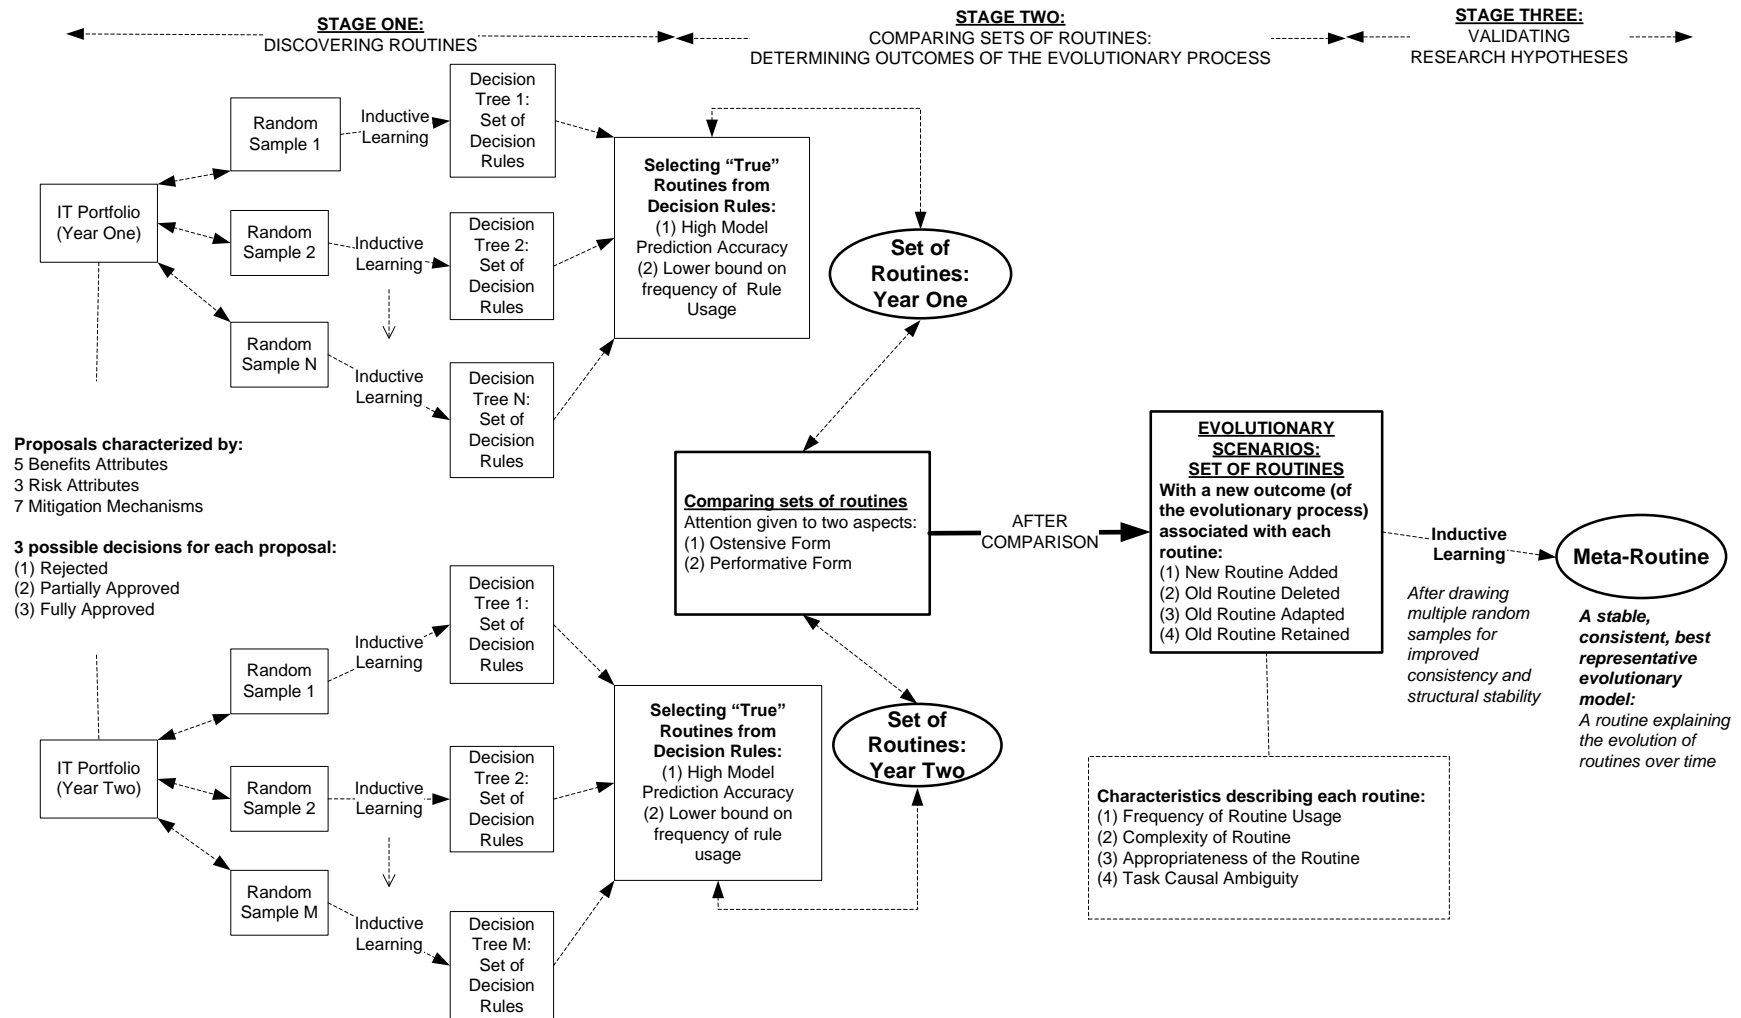 STAGE ONE:
DISCOVERING ROUTINES
STAGE TWO:
COMPARING SETS OF ROUTINES:
DETERMINING OUTCOMES OF THE EVOLUTIONARY PROCESS
STAGE THREE:
VALIDATING
RESEARCH HYPOTHESES
IT Portfolio
(Year One)
Random
Sample 1
Random
Sample 2
Random
Sample N
Inductive
Learning
Inductive
Learning
Inductive
Learning
Decision
Tree 1:
Set of
Decision
Rules
Decision
Tree 2:
Set of
Decision
Rules
Decision
Tree N:
Set of
Decision
Rules
Selecting “True”
Routines from
Decision Rules:
(1) High Model
Prediction Accuracy
(2) Lower bound on
frequency of Rule
Usage
Set of
Routines:
Year One
Proposals characterized by:
5 Benefits Attributes
3 Risk Attributes
7 Mitigation Mechanisms
3 possible decisions for each proposal:
(1) Rejected
(2) Partially Approved
(3) Fully Approved
Comparing sets of routines
Attention given to two aspects:
(1) Ostensive Form
(2) Performative Form
AFTER
COMPARISON
EVOLUTIONARY
SCENARIOS:
SET OF ROUTINES
With a new outcome (of
the evolutionary process)
associated with each
routine:
(1) New Routine Added
(2) Old Routine Deleted
(3) Old Routine Adapted
(4) Old Routine Retained
Inductive
Learning
After drawing
multiple random
samples for
improved
consistency and
structural stability
Meta-Routine
A stable,
consistent, best
representative
evolutionary
model:
A routine explaining
the evolution of
routines over time
IT Portfolio
(Year Two)
Random
Sample 1
Random
Sample 2
Random
Sample M
Inductive
Learning
Inductive
Learning
Inductive
Learning
Decision
Tree 1:
Set of
Decision
Rules
Decision
Tree 2:
Set of
Decision
Rules
Decision
Tree M:
Set of
Decision
Rules
Selecting “True”
Routines from
Decision Rules:
(1) High Model
Prediction Accuracy
(2) Lower bound on
frequency of rule
usage
Set of
Routines:
Year Two
Characteristics describing each routine:
(1) Frequency of Routine Usage
(2) Complexity of Routine
(3) Appropriateness of the Routine
(4) Task Causal Ambiguity